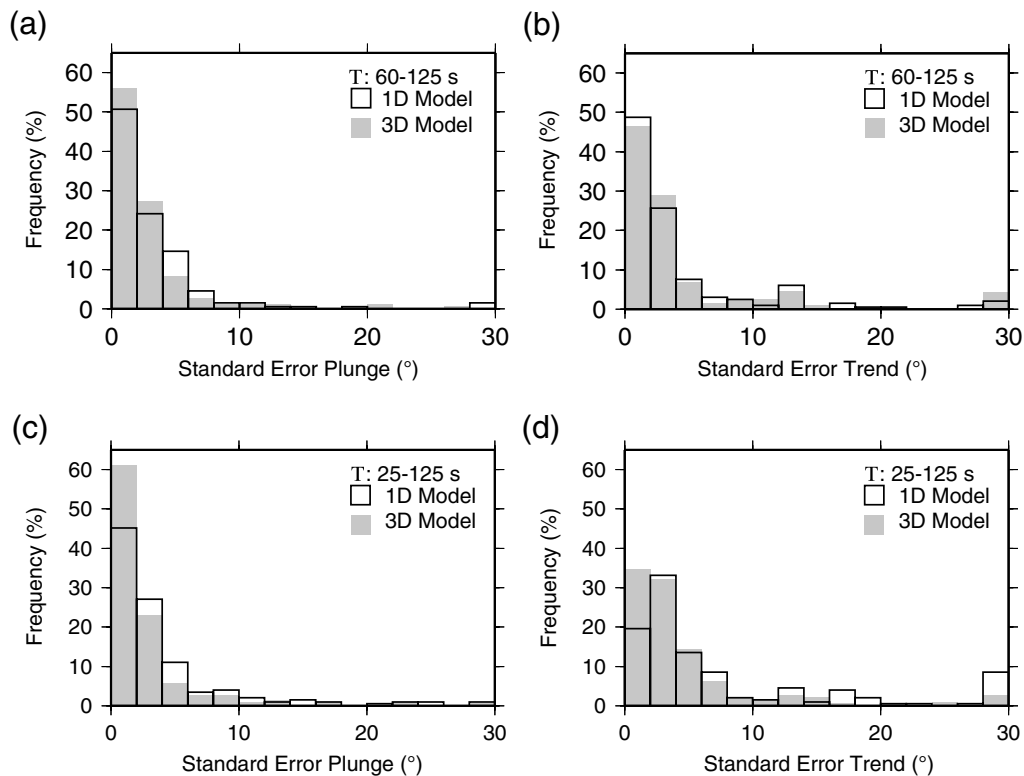 (a)
T: 60-125 s
1D Model
3D Model
Frequency (%)
60
50
40
30
20
10
0
0 10 20 30
Standard Error Plunge (°)
(b)
T: 60-125 s
1D Model
3D Model
Frequency (%)
60
50
40
30
20
10
0
0 10 20 30
Standard Error Trend (°)
(c)
T: 25-125 s
1D Model
3D Model
Frequency (%)
60
50
40
30
20
10
0
0 10 20 30
Standard Error Plunge (°)
(d)
T: 25-125 s
1D Model
3D Model
Frequency (%)
60
50
40
30
20
10
0
0 10 20 30
Standard Error Trend (°)